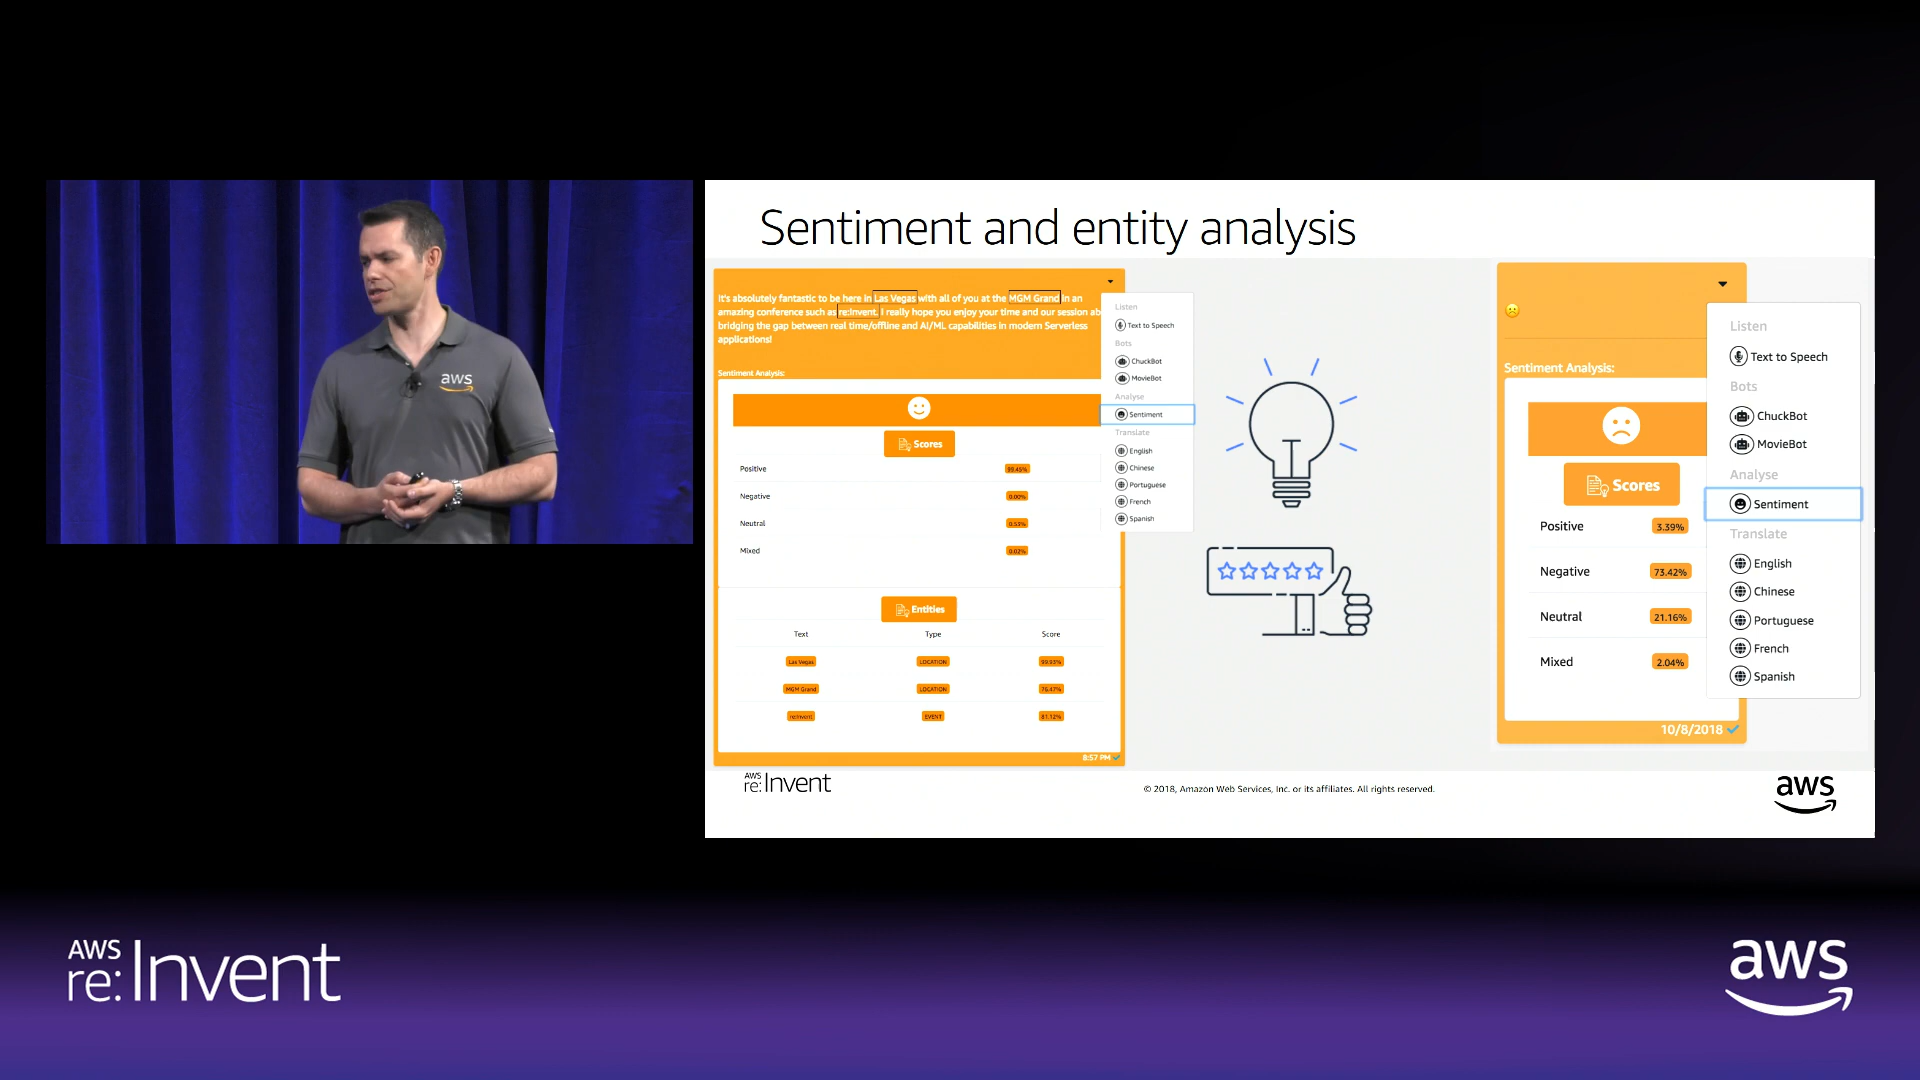 aws
Sentiment and entity analysis
It's absolutely fantastic to be here in Las Vegas with all of you at the MGM Grand in an
amazing conference such as re:Invent. I really hope you enjoy your time and our session ab
bridging the gap between real time/offline and AI/ML capabilities in modern Serverless
applications!
Sentiment Analysis:
Scores
Positive 99.45%
Negative 0.00%
Neutral 0.53%
Mixed 0.02%
Entities
Text Type Score
Las Vegas LOCATION 99.93%
MGM Grand LOCATION 76.47%
re:Invent EVENT 81.12%
8:57 PM
Listen
Text to Speech
Bots
ChuckBot
MovieBot
Analyse
Sentiment
Translate
English
Chinese
Portuguese
French
Spanish
Sentiment Analysis:
Scores
Positive 3.39%
Negative 73.42%
Neutral 21.16%
Mixed 2.04%
10/8/2018
Listen
Text to Speech
Bots
ChuckBot
MovieBot
Analyse
Sentiment
Translate
English
Chinese
Portuguese
French
Spanish
AWS
re:Invent
© 2018, Amazon Web Services, Inc. or its affiliates. All rights reserved.
aws
AWS
re:Invent
aws